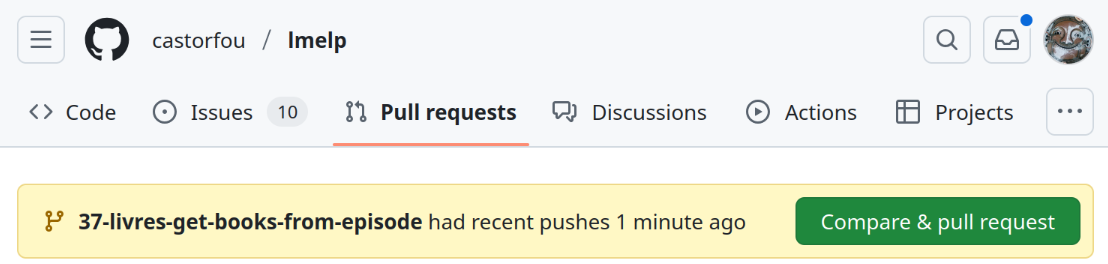 castorfou / lmelp
Code Issues 10 Pull requests Discussions Actions Projects
37-livres-get-books-from-episode had recent pushes 1 minute ago Compare & pull request